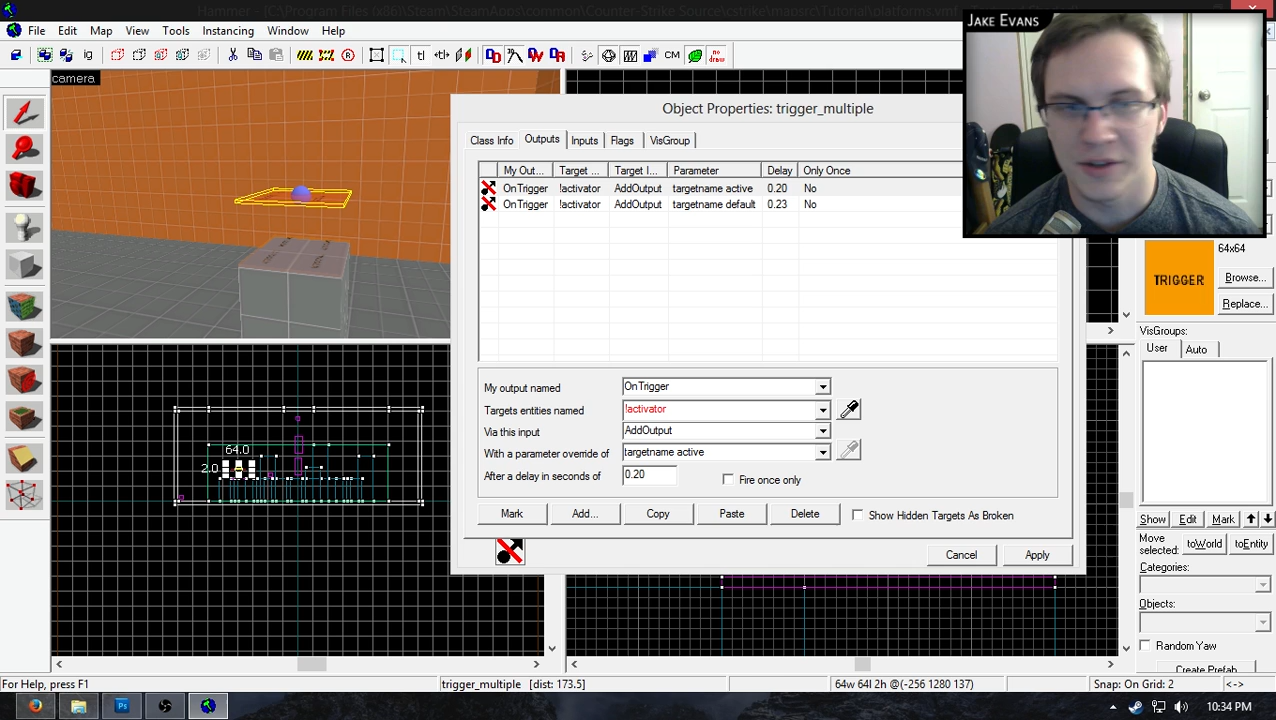 Hammer - [C:\Program Files (x86)\Steam\SteamApps\common\Counter-Strike Source\cstrike\mapsrc\Tutorial\platforms.vmf
Jake Evans
File Edit Map View Tools Instancing Window Help
CM
no draw
camera
Object Properties: trigger_multiple
Class Info Outputs Inputs Flags VisGroup
My Out... Target ... Target I... Parameter Delay Only Once
OnTrigger !activator AddOutput targetname active 0.20 No
OnTrigger !activator AddOutput targetname default 0.23 No
64x64
TRIGGER
Browse...
Replace...
VisGroups:
User Auto
My output named OnTrigger
Targets entities named !activator
Via this input AddOutput
With a parameter override of targetname active
After a delay in seconds of 0.20 Fire once only
64.0
2.0
Mark Add... Copy Paste Delete Show Hidden Targets As Broken
Cancel Apply
Show Edit Mark
Move selected: toWorld toEntity
Categories:
Objects:
Random Yaw
Create Prefab
For Help, press F1 trigger_multiple [dist: 173.5] 64w 64l 2h @(-256 1280 137) Snap: On Grid: 2 <->
10:34 PM